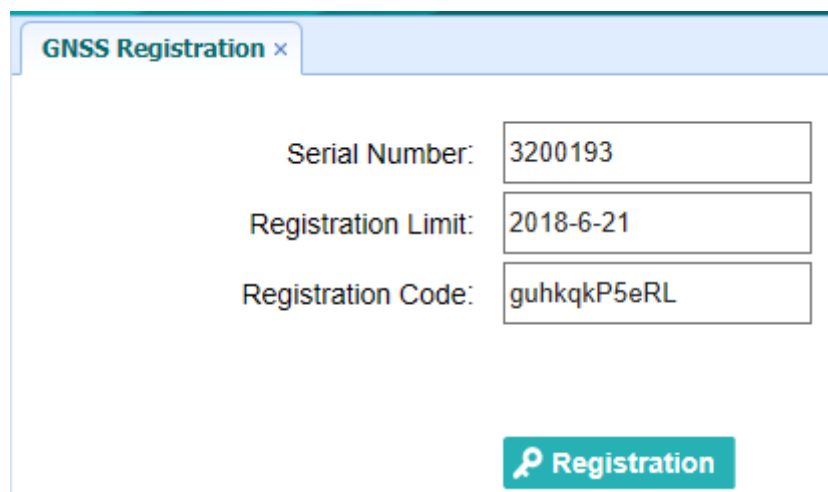 GNSS Registration ×
Serial Number: 3200193
Registration Limit: 2018-6-21
Registration Code: guhkqkP5eRL
Registration